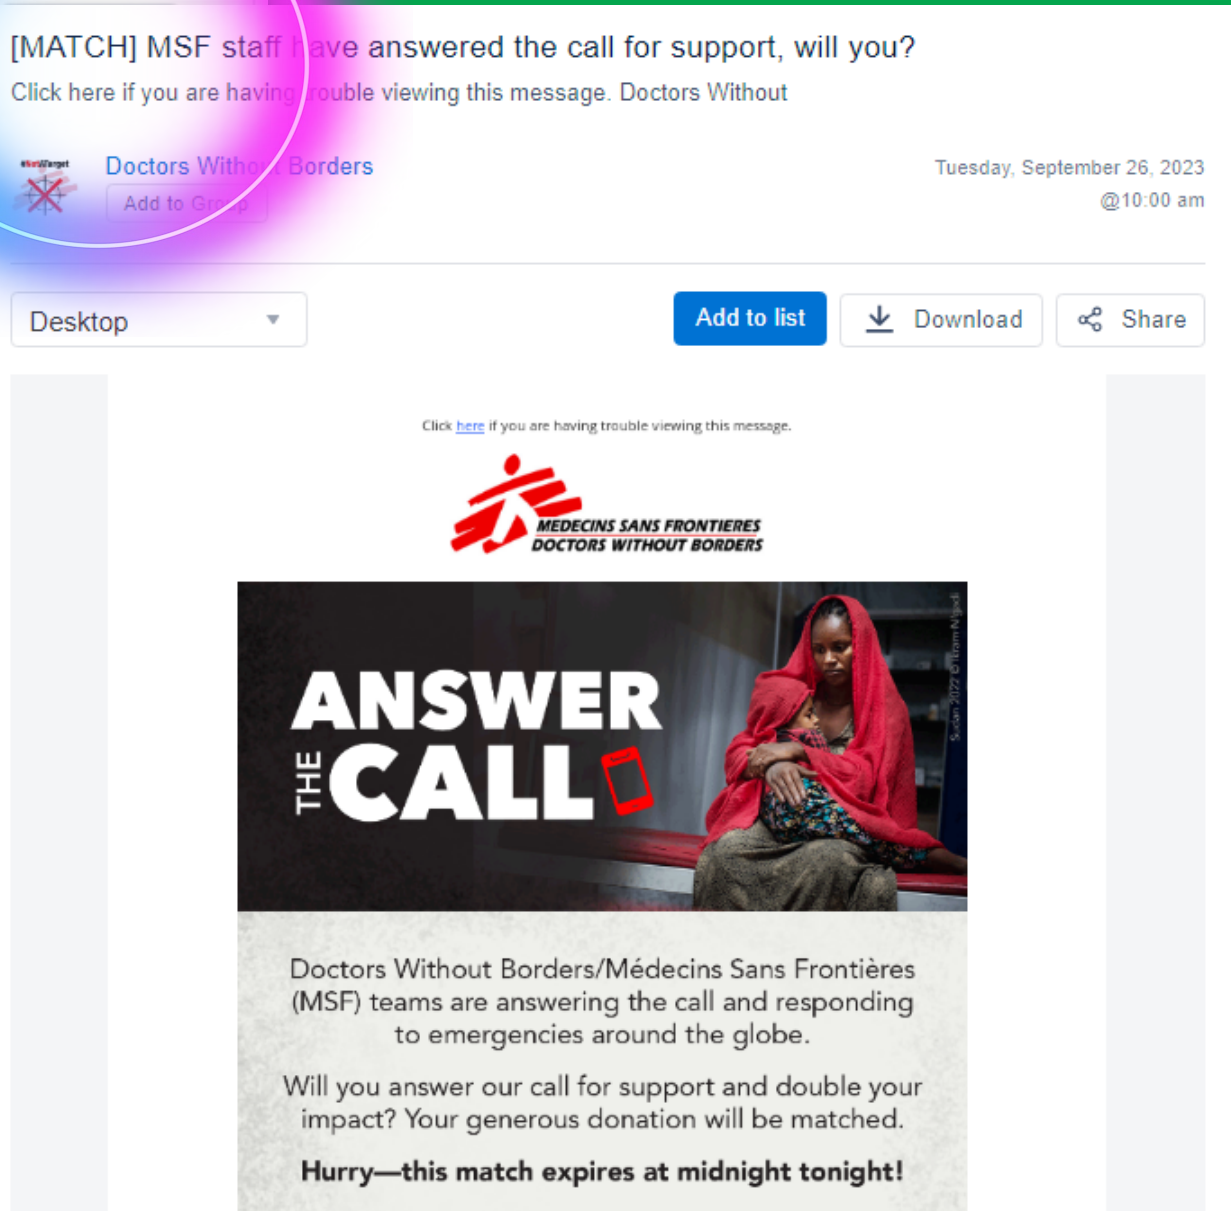 [MATCH] MSF staff have answered the call for support, will you?
Click here if you are having trouble viewing this message. Doctors Without
#NotATarget
Doctors Without Borders
Add to Group
Tuesday, September 26, 2023
@10:00 am
Desktop
Add to list
Download
Share
Click here if you are having trouble viewing this message.
MEDECINS SANS FRONTIERES
DOCTORS WITHOUT BORDERS
ANSWER
THE CALL
Doctors Without Borders/Médecins Sans Frontières
(MSF) teams are answering the call and responding
to emergencies around the globe.
Will you answer our call for support and double your
impact? Your generous donation will be matched.
Hurry—this match expires at midnight tonight!
Sudan 2022 ©